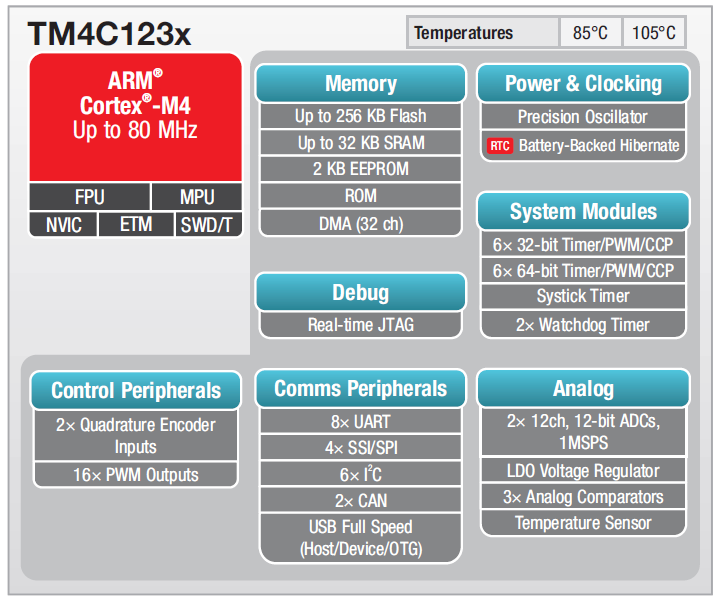 TM4C123x
Temperatures 85°C 105°C
ARM®
Cortex®-M4
Up to 80 MHz
FPU MPU
NVIC ETM SWD/T
Memory
Up to 256 KB Flash
Up to 32 KB SRAM
2 KB EEPROM
ROM
DMA (32 ch)
Power & Clocking
Precision Oscillator
RTC Battery-Backed Hibernate
System Modules
6× 32-bit Timer/PWM/CCP
6× 64-bit Timer/PWM/CCP
Systick Timer
2× Watchdog Timer
Debug
Real-time JTAG
Control Peripherals
2× Quadrature Encoder
Inputs
16× PWM Outputs
Comms Peripherals
8× UART
4× SSI/SPI
6× I²C
2× CAN
USB Full Speed
(Host/Device/OTG)
Analog
2× 12ch, 12-bit ADCs,
1MSPS
LDO Voltage Regulator
3× Analog Comparators
Temperature Sensor